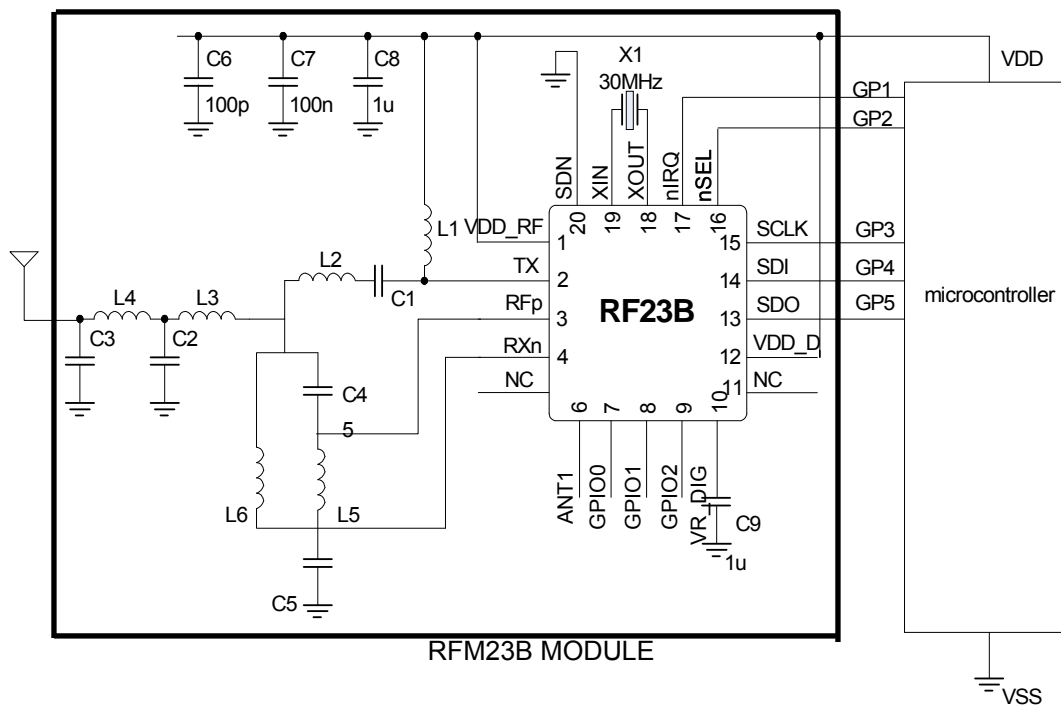 C6
C7
C8
100p
100n
1u
X1
30MHz
VDD
GP1
GP2
SDN
XIN
XOUT
nIRQ
nSEL
20
19
18
17
16
VDD_RF
1
L1
15
SCLK
GP3
L2
C1
TX
2
14
SDI
GP4
L4
L3
RFp
3
RF23B
13
SDO
GP5
microcontroller
C3
C2
RXn
4
12
VDD_D
NC
11
NC
C4
5
6
7
8
9
10
ANT1
GPIO0
GPIO1
GPIO2
VR_DIG
C9
1u
L6
L5
C5
RFM23B MODULE
VSS